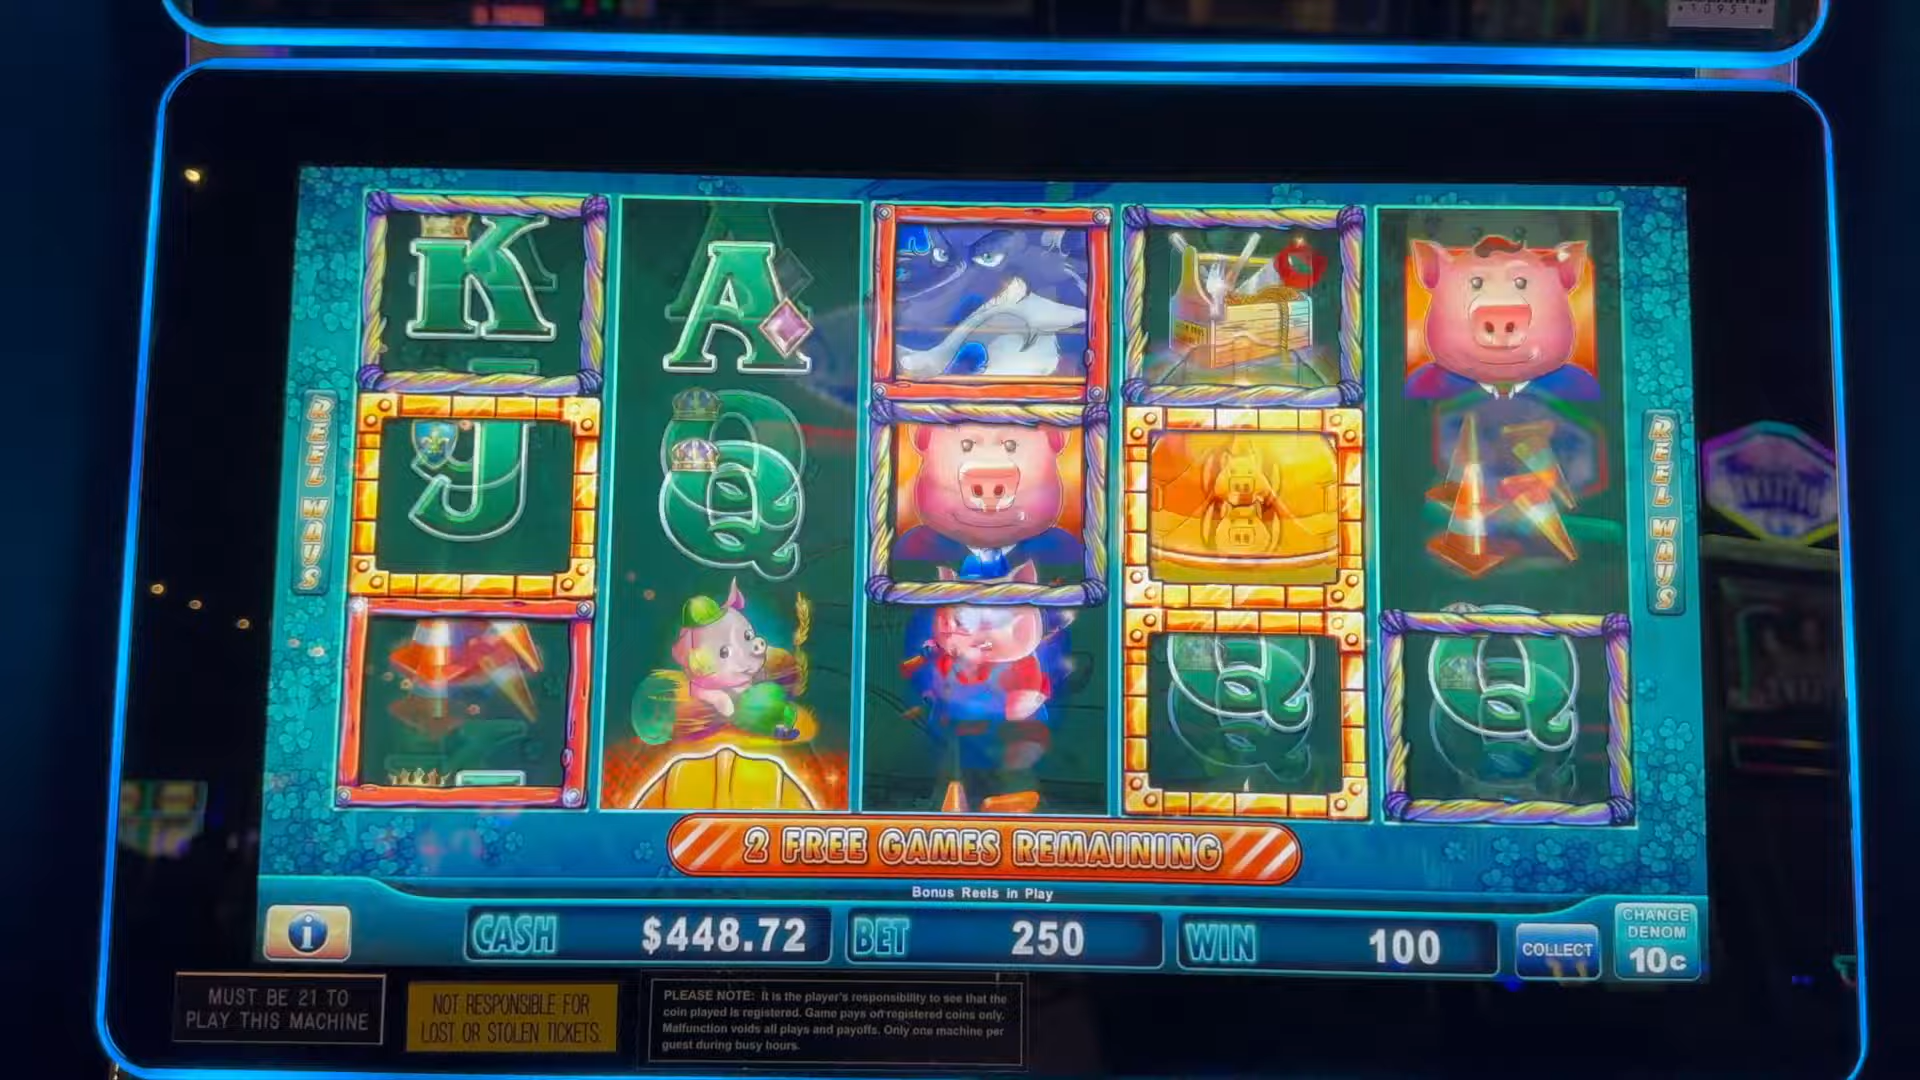 *10951*
K
A
J
Q
Q
Q
REEL WAYS
REEL WAYS
2 FREE GAMES REMAINING
Bonus Reels in Play
CASH $448.72
BET 250
WIN 100
COLLECT
CHANGE
DENOM
10¢
MUST BE 21 TO
PLAY THIS MACHINE
NOT RESPONSIBLE FOR
LOST OR STOLEN TICKETS.
PLEASE NOTE: It is the player's responsibility to see that the
coin played is registered. Game pays on registered coins only.
Malfunction voids all plays and payoffs. Only one machine per
guest during busy hours.